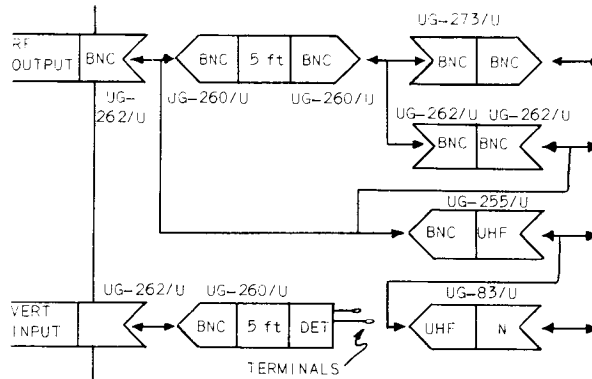 UG-273/U
RF
OUTPUT
BNC
BNC
5 ft
BNC
BNC
BNC
UG-
262/U
UG-260/U
UG-260/U
UG-262/U
UG-262/U
BNC
BNC
UG-255/U
BNC
UHF
UG-262/U
UG-260/U
UG-83/U
VERT
INPUT
BNC
5 ft
DET
UHF
N
TERMINALS